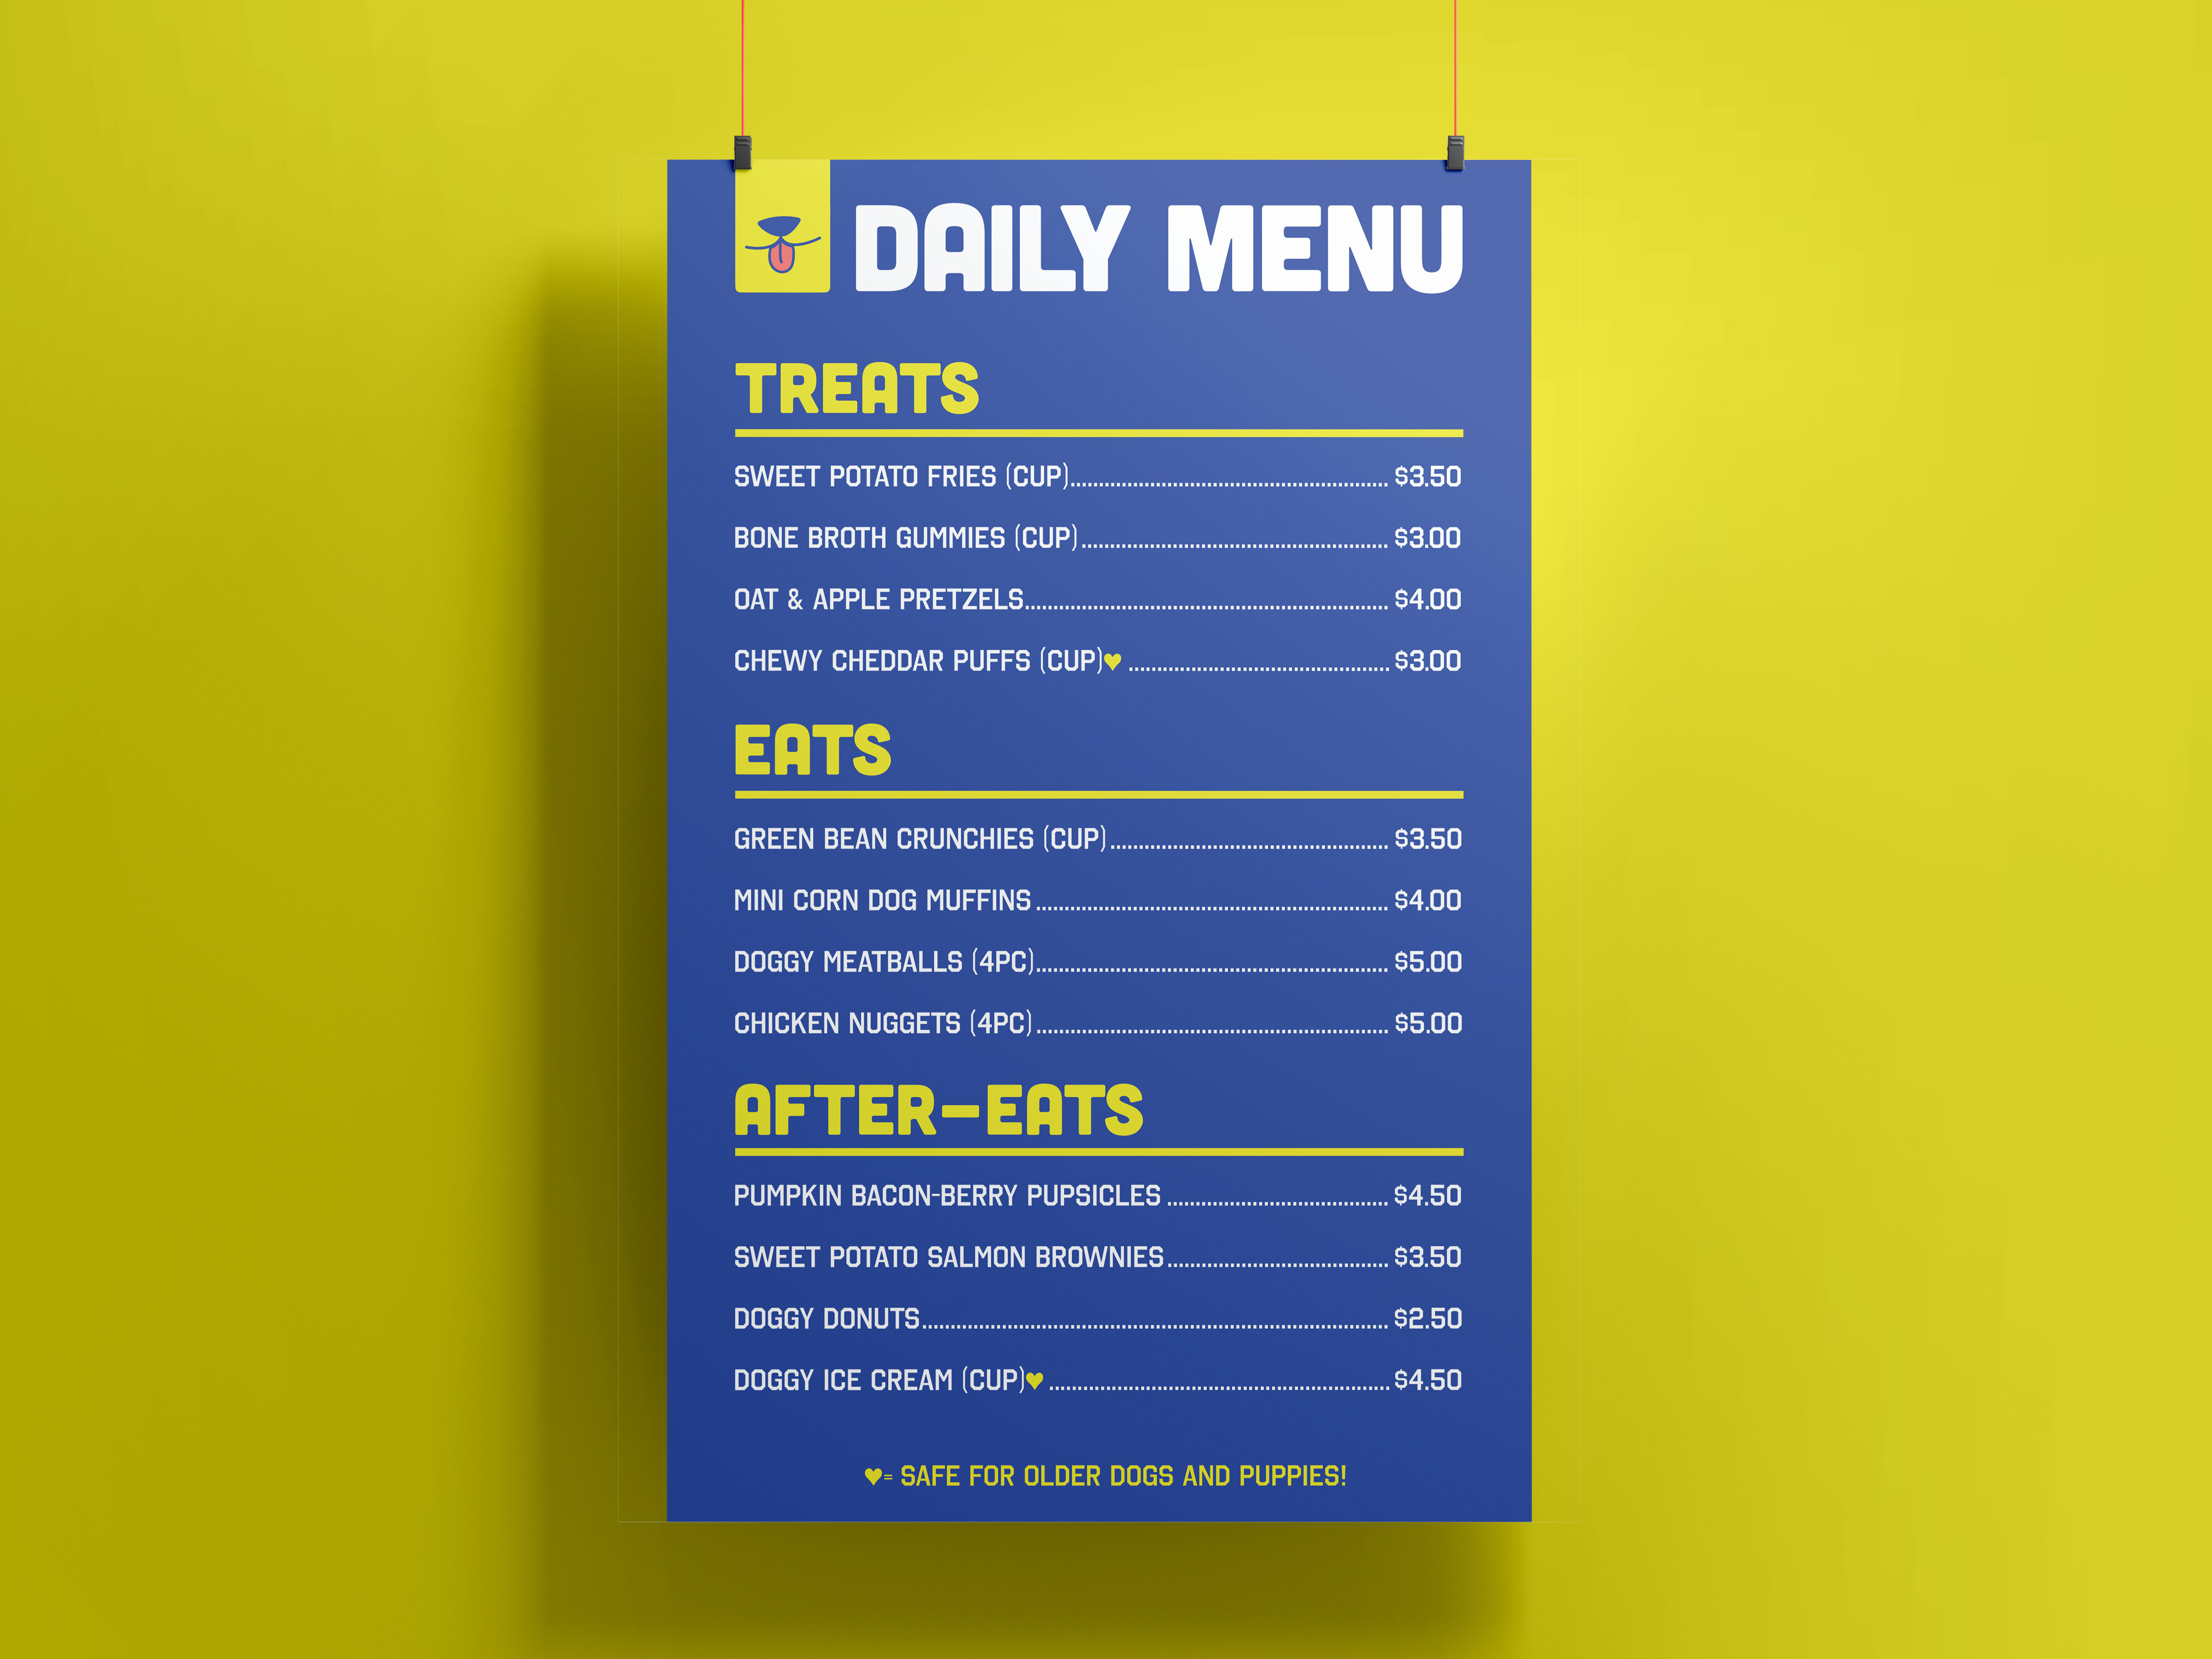 DAILY MENU
TREATS
SWEET POTATO FRIES (CUP)........................................................ $3.50
BONE BROTH GUMMIES (CUP)...................................................... $3.00
OAT & APPLE PRETZELS................................................................ $4.00
CHEWY CHEDDAR PUFFS (CUP)♥ .............................................. $3.00
EATS
GREEN BEAN CRUNCHIES (CUP)................................................. $3.50
MINI CORN DOG MUFFINS .............................................................. $4.00
DOGGY MEATBALLS (4PC).............................................................. $5.00
CHICKEN NUGGETS (4PC).............................................................. $5.00
AFTER-EATS
PUMPKIN BACON-BERRY PUPSICLES ....................................... $4.50
SWEET POTATO SALMON BROWNIES....................................... $3.50
DOGGY DONUTS.................................................................................. $2.50
DOGGY ICE CREAM (CUP)♥ ............................................................ $4.50
♥= SAFE FOR OLDER DOGS AND PUPPIES!